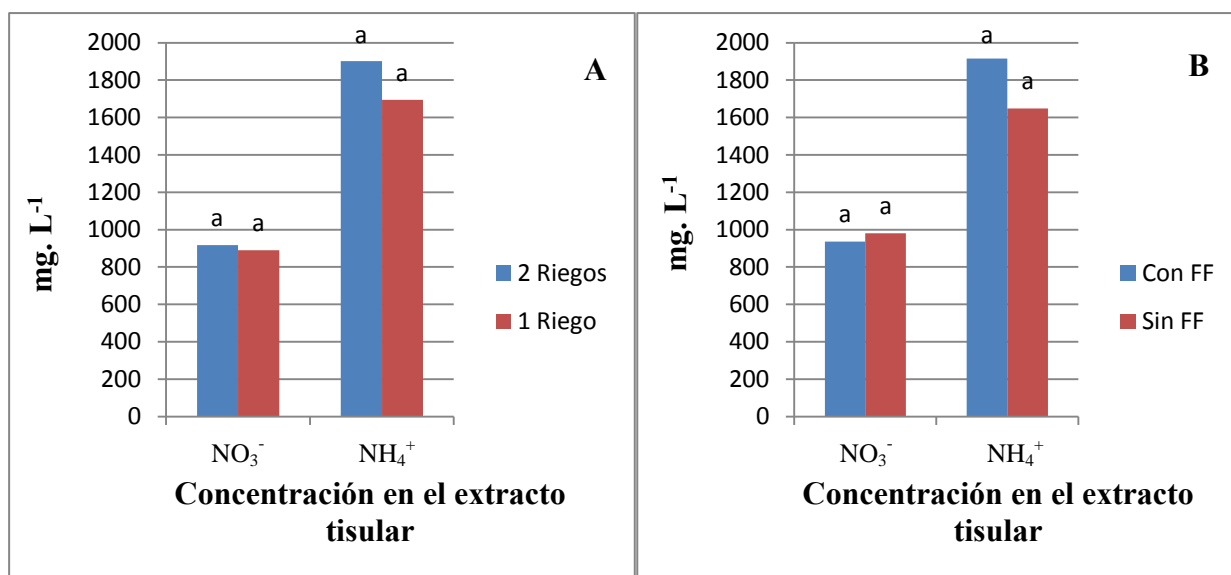 A
mg. L⁻¹
2000
1800
1600
1400
1200
1000
800
600
400
200
0
a
a
a
a
NO₃⁻
NH₄⁺
2 Riegos
1 Riego
Concentración en el extracto
tisular
B
mg. L⁻¹
2000
1800
1600
1400
1200
1000
800
600
400
200
0
a
a
a
a
NO₃⁻
NH₄⁺
Con FF
Sin FF
Concentración en el extracto
tisular